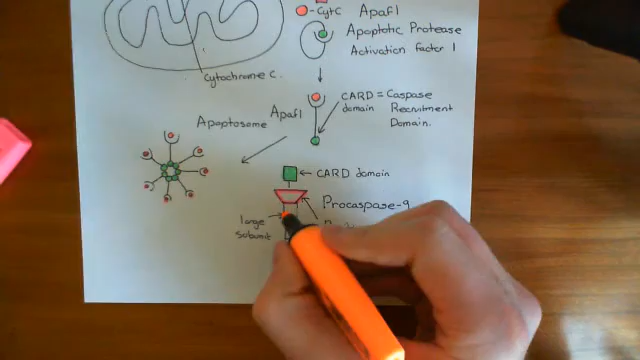 -CytC Apaf1
Apoptotic Protease
Activation factor 1
Cytochrome C.
CARD = Caspase
domain Recruitment
Domain.
Apaf1
Apoptosome
CARD domain
Procaspase-9
large
subunit